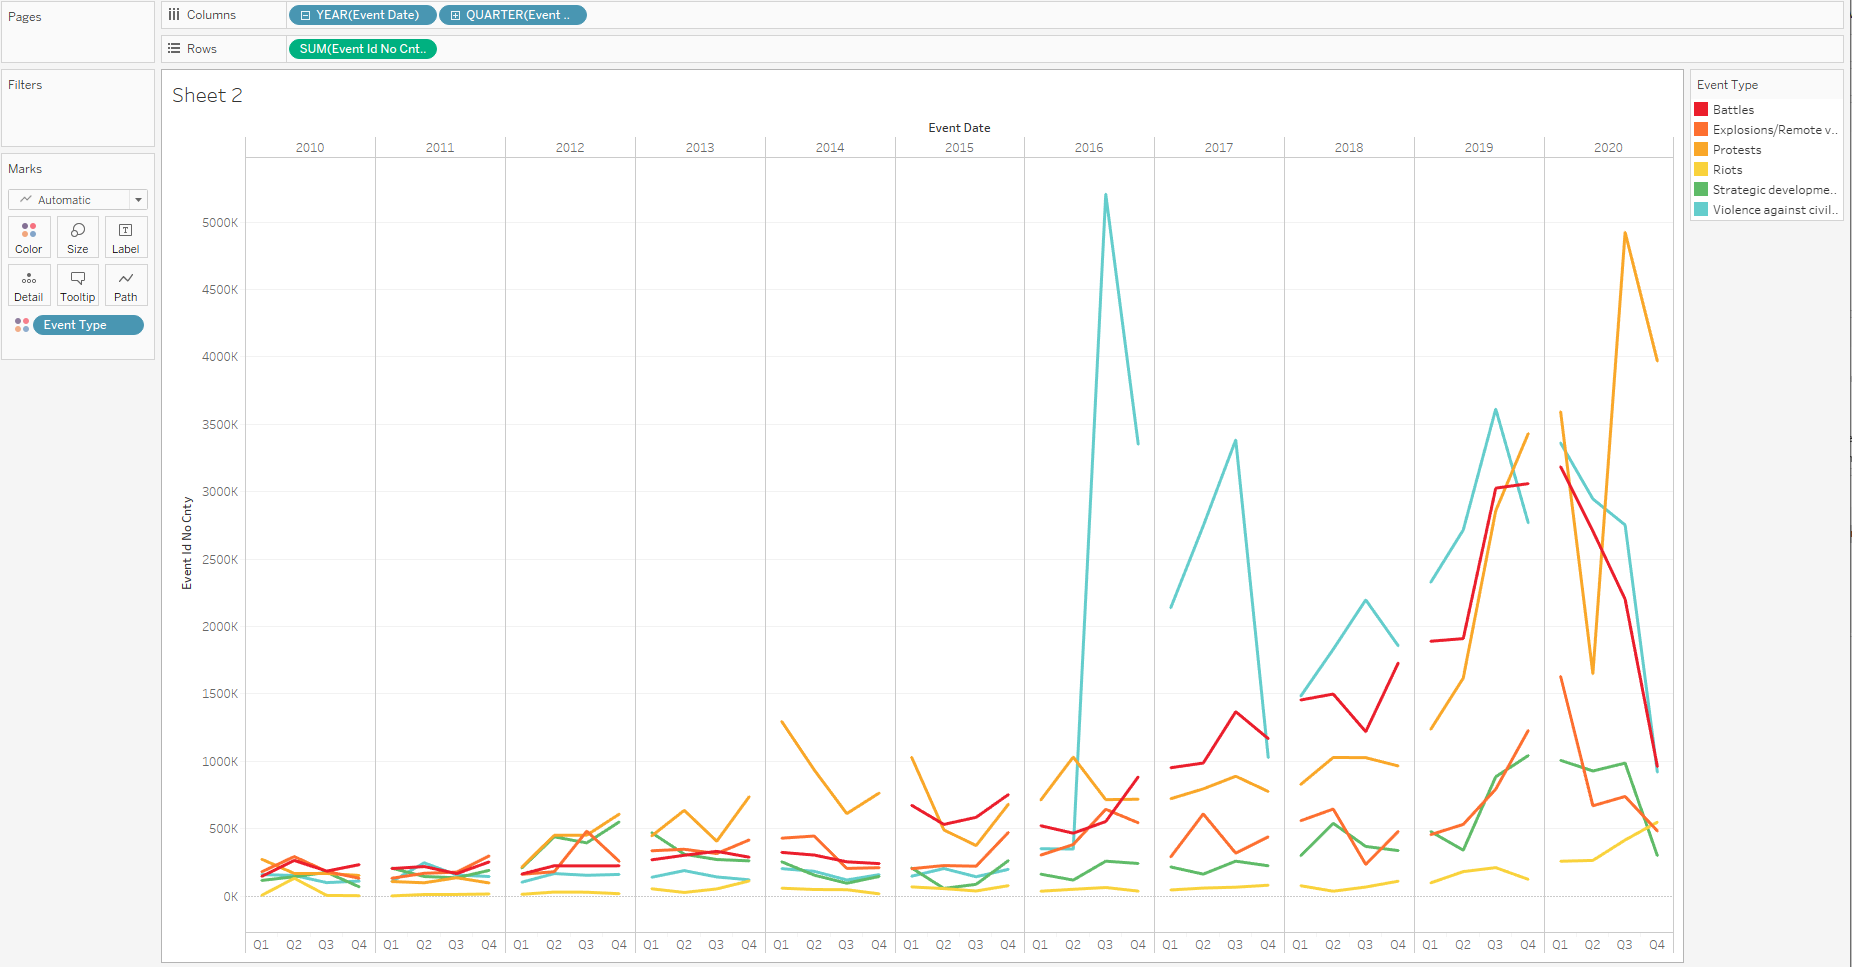 Pages
Columns
YEAR(Event Date)
QUARTER(Event ..
Rows
SUM(Event Id No Cnt..
Filters
Marks
Automatic
Color
Size
Label
Detail
Tooltip
Path
Event Type
Sheet 2
Event Date
2010 2011 2012 2013 2014 2015 2016 2017 2018 2019 2020
5000K
4500K
4000K
3500K
3000K
2500K
2000K
1500K
1000K
500K
0K
Event Id No Cnty
Q1 Q2 Q3 Q4 Q1 Q2 Q3 Q4 Q1 Q2 Q3 Q4 Q1 Q2 Q3 Q4 Q1 Q2 Q3 Q4 Q1 Q2 Q3 Q4 Q1 Q2 Q3 Q4 Q1 Q2 Q3 Q4 Q1 Q2 Q3 Q4 Q1 Q2 Q3 Q4 Q1 Q2 Q3 Q4
Event Type
Battles
Explosions/Remote v..
Protests
Riots
Strategic developme..
Violence against civil..